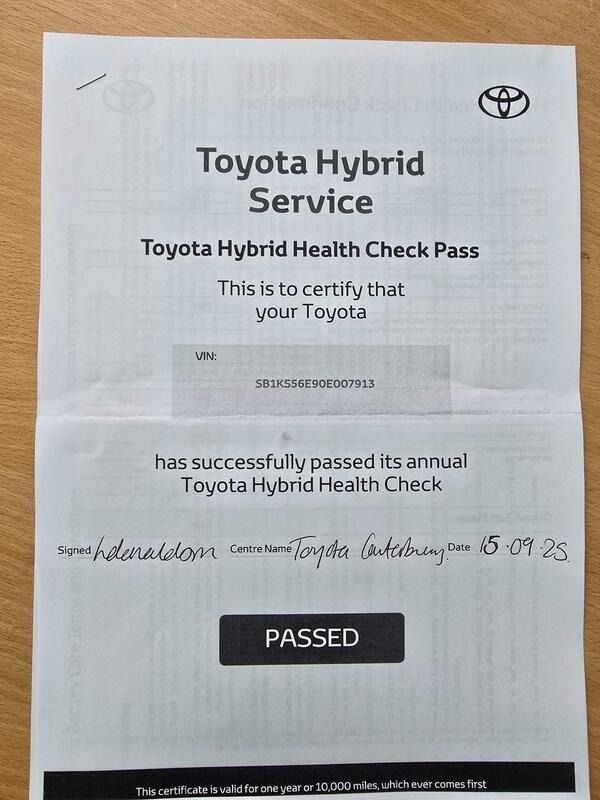 Toyota Hybrid
Service
Toyota Hybrid Health Check Pass
This is to certify that
your Toyota
VIN:
SB1KS56E90E007913
has successfully passed its annual
Toyota Hybrid Health Check
Signed Centre Name Toyota Canterbury. Date 15.09.25
PASSED
This certificate is valid for one year or 10,000 miles, which ever comes first